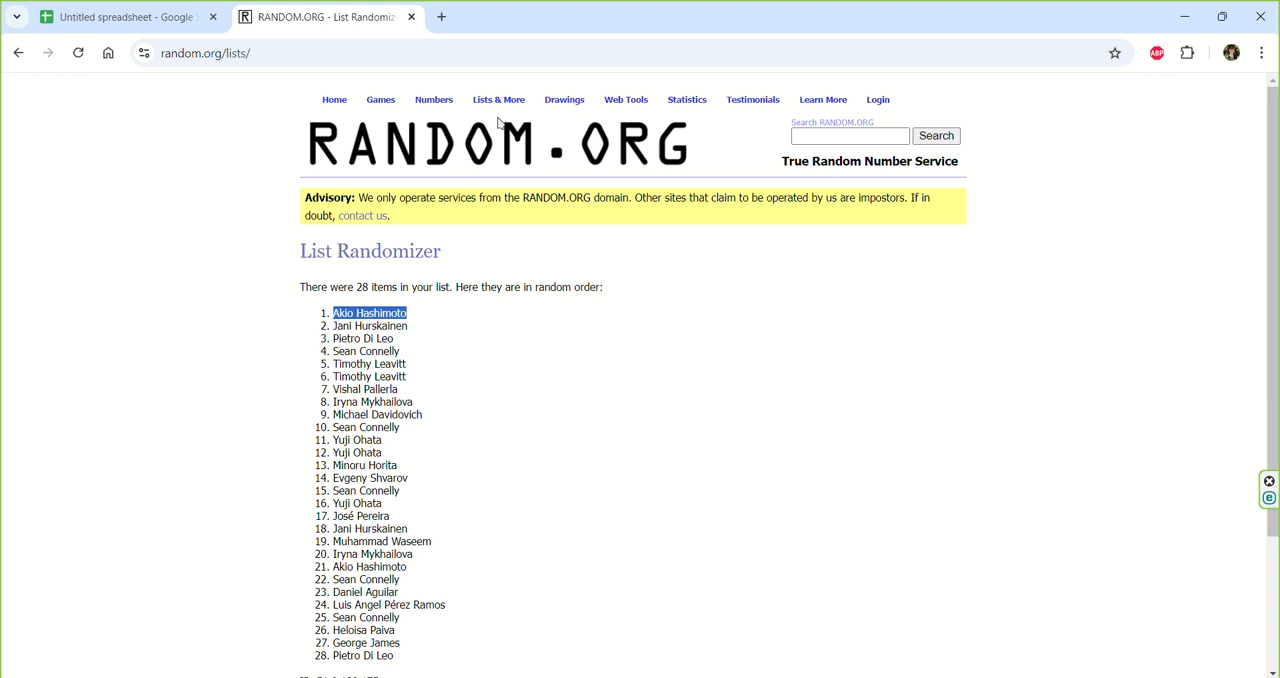 Untitled spreadsheet - Google S
RANDOM.ORG - List Randomize
random.org/lists/
ABP
Home Games Numbers Lists & More Drawings Web Tools Statistics Testimonials Learn More Login
RANDOM.ORG
Search RANDOM.ORG
Search
True Random Number Service
Advisory: We only operate services from the RANDOM.ORG domain. Other sites that claim to be operated by us are impostors. If in
doubt, contact us.
List Randomizer
There were 28 items in your list. Here they are in random order:
1. Akio Hashimoto
2. Jani Hurskainen
3. Pietro Di Leo
4. Sean Connelly
5. Timothy Leavitt
6. Timothy Leavitt
7. Vishal Pallerla
8. Iryna Mykhailova
9. Michael Davidovich
10. Sean Connelly
11. Yuji Ohata
12. Yuji Ohata
13. Minoru Horita
14. Evgeny Shvarov
15. Sean Connelly
16. Yuji Ohata
17. José Pereira
18. Jani Hurskainen
19. Muhammad Waseem
20. Iryna Mykhailova
21. Akio Hashimoto
22. Sean Connelly
23. Daniel Aguilar
24. Luis Angel Pérez Ramos
25. Sean Connelly
26. Heloisa Paiva
27. George James
28. Pietro Di Leo